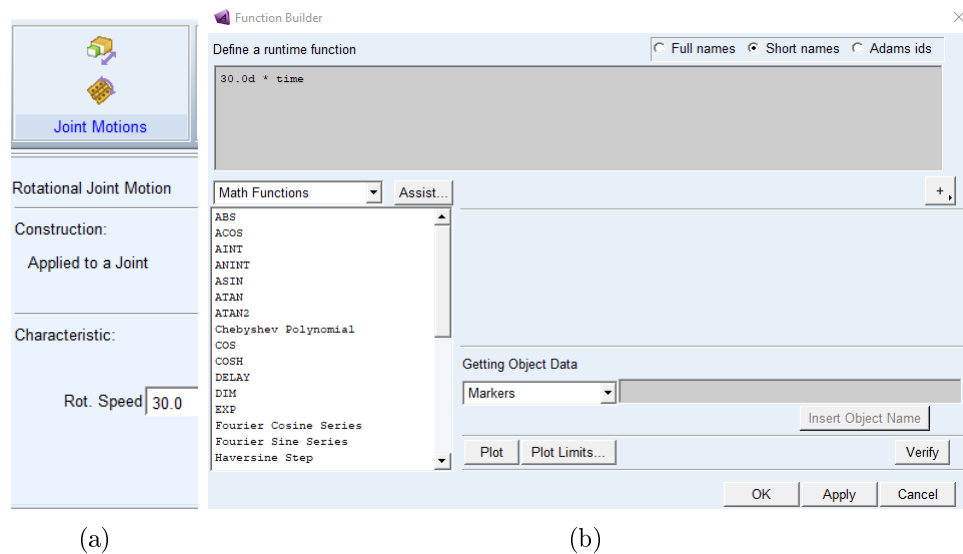 Joint Motions
Rotational Joint Motion
Construction:
Applied to a Joint
Characteristic:
Rot. Speed 30.0
(a)
Function Builder
Define a runtime function
Full names Short names Adams ids
30.0d * time
Math Functions Assist... +
ABS
ACOS
AINT
ANINT
ASIN
ATAN
ATAN2
Chebyshev Polynomial
COS
COSH
DELAY
DIM
EXP
Fourier Cosine Series
Fourier Sine Series
Haversine Step
Getting Object Data
Markers
Insert Object Name
Plot Plot Limits... Verify
OK Apply Cancel
(b)